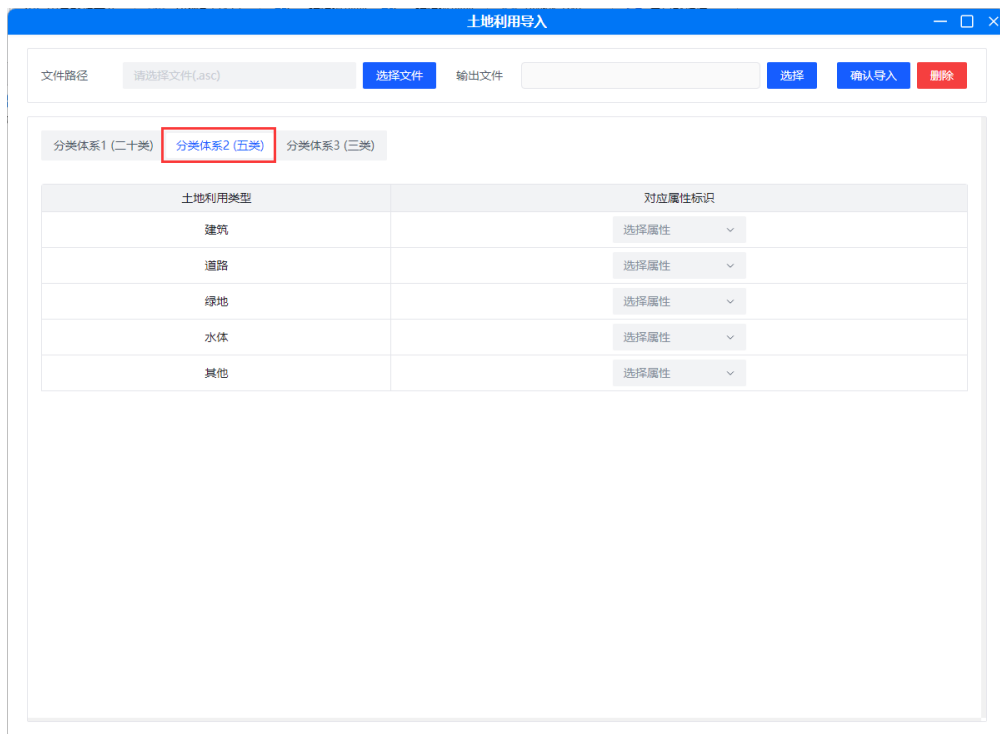 土地利用导入
文件路径 请选择文件(.asc) 选择文件 输出文件 选择 确认导入 删除
分类体系1 (二十类) 分类体系2 (五类) 分类体系3 (三类)
土地利用类型 对应属性标识
建筑 选择属性
道路 选择属性
绿地 选择属性
水体 选择属性
其他 选择属性